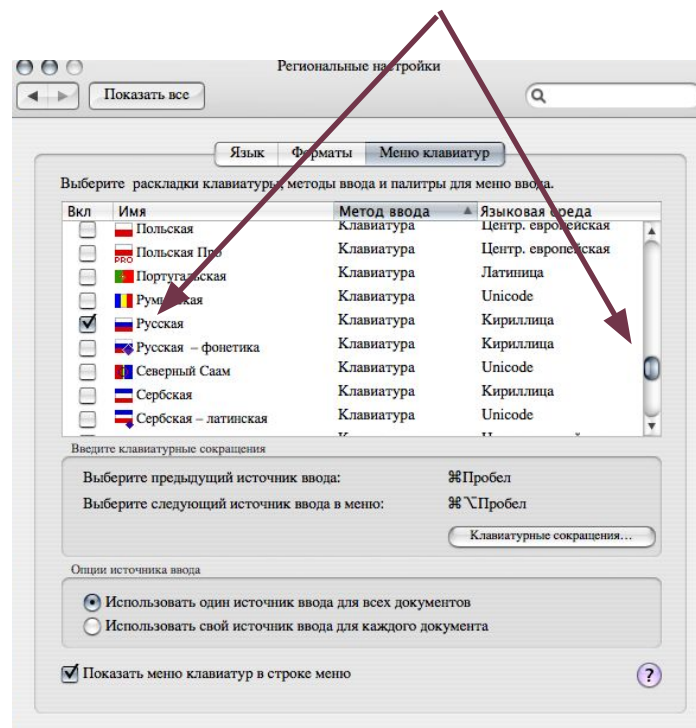 Региональные настройки
Показать все
Язык Форматы Меню клавиатур
Выберите раскладки клавиатуры, методы ввода и палитры для меню ввода.
Вкл Имя Метод ввода Языковая среда
Польская Клавиатура Центр. европейская
PRO Польская Про Клавиатура Центр. европейская
Португальская Клавиатура Латиница
Румынская Клавиатура Unicode
Русская Клавиатура Кириллица
Русская – фонетика Клавиатура Кириллица
Северный Саам Клавиатура Unicode
Сербская Клавиатура Кириллица
Сербская – латинская Клавиатура Unicode
Введите клавиатурные сокращения
Выберите предыдущий источник ввода: ⌘Пробел
Выберите следующий источник ввода в меню: ⌘⌥Пробел
Клавиатурные сокращения...
Опции источника ввода
Использовать один источник ввода для всех документов
Использовать свой источник ввода для каждого документа
Показать меню клавиатур в строке меню
?